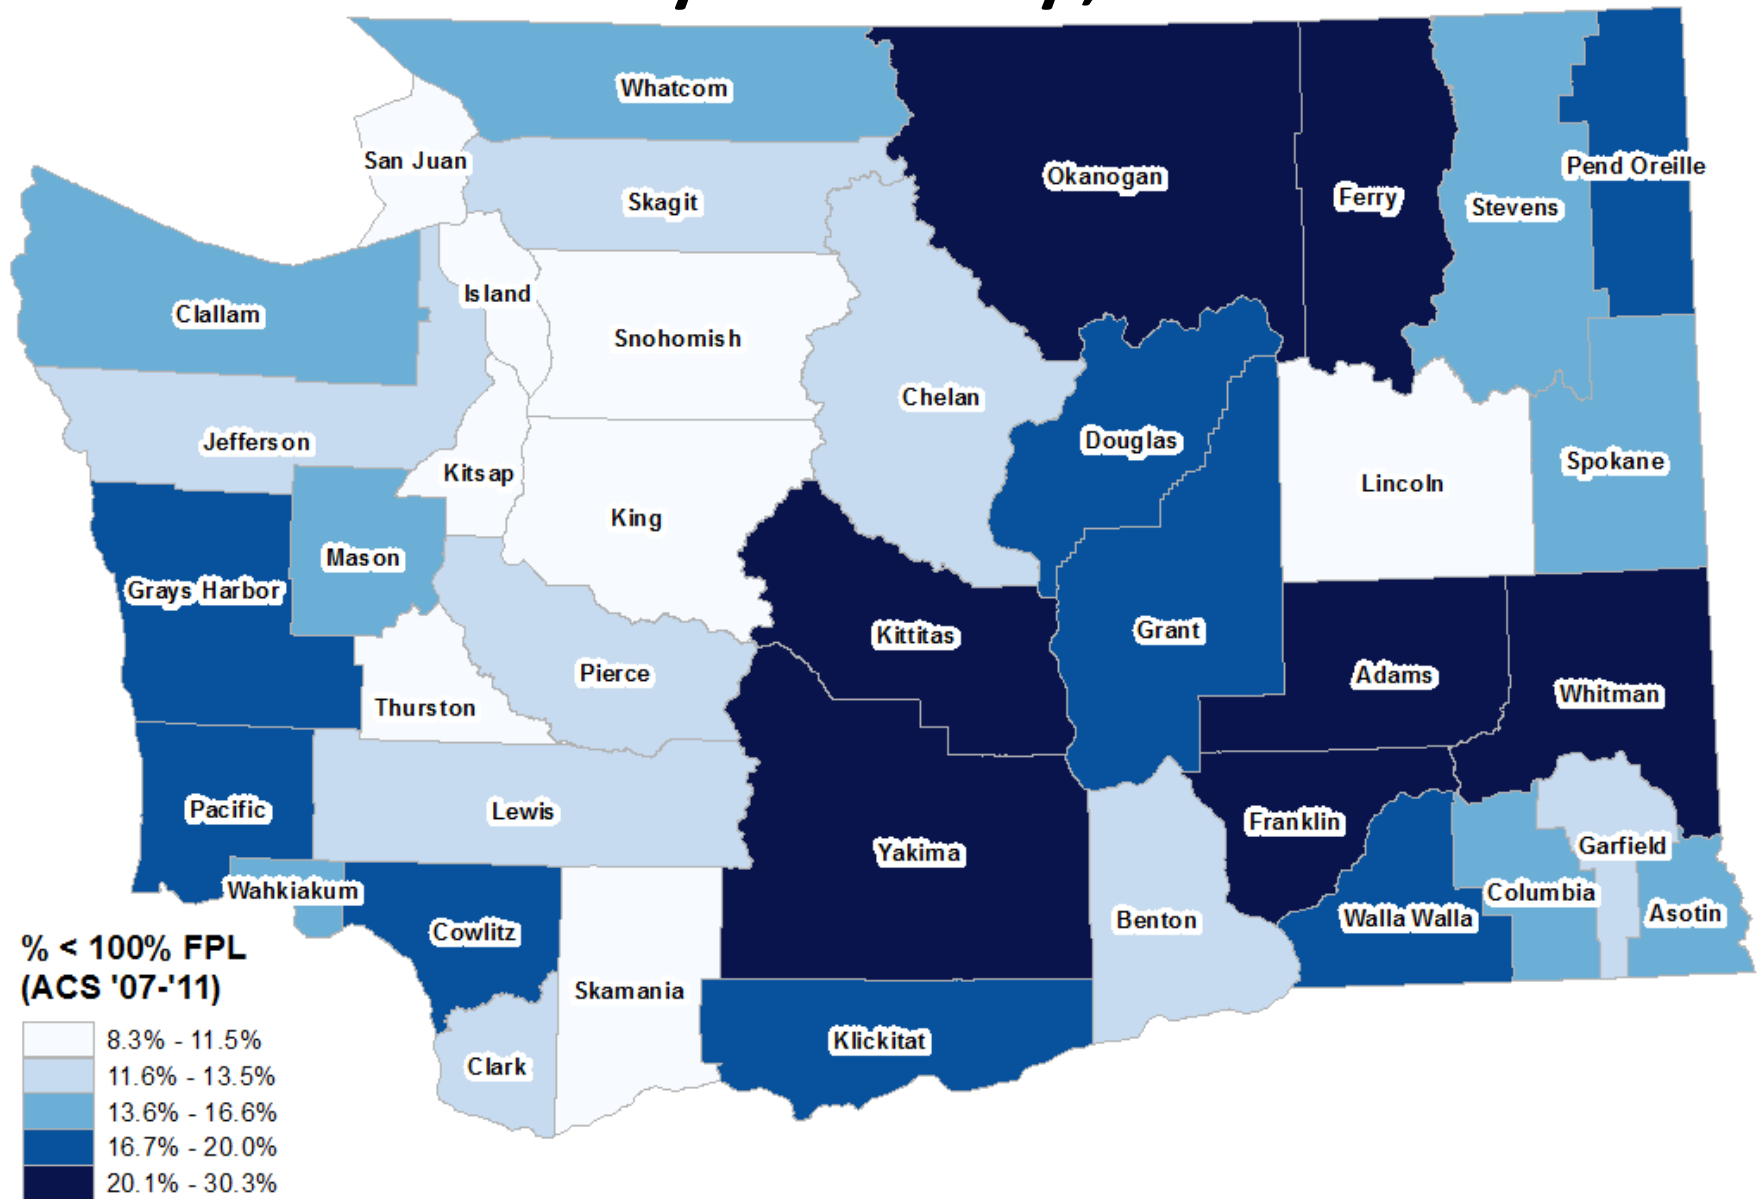 Whatcom
San Juan
Skagit
Okanogan
Ferry
Stevens
Pend Oreille
Clallam
Island
Snohomish
Chelan
Jefferson
Kitsap
King
Douglas
Lincoln
Spokane
Mason
Grays Harbor
Kittitas
Grant
Pierce
Adams
Whitman
Thurston
Pacific
Lewis
Yakima
Franklin
Garfield
Wahkiakum
Columbia
Cowlitz
Benton
Walla Walla
Asotin
Skamania
Klickitat
Clark
% < 100% FPL
(ACS '07-'11)
8.3% - 11.5%
11.6% - 13.5%
13.6% - 16.6%
16.7% - 20.0%
20.1% - 30.3%